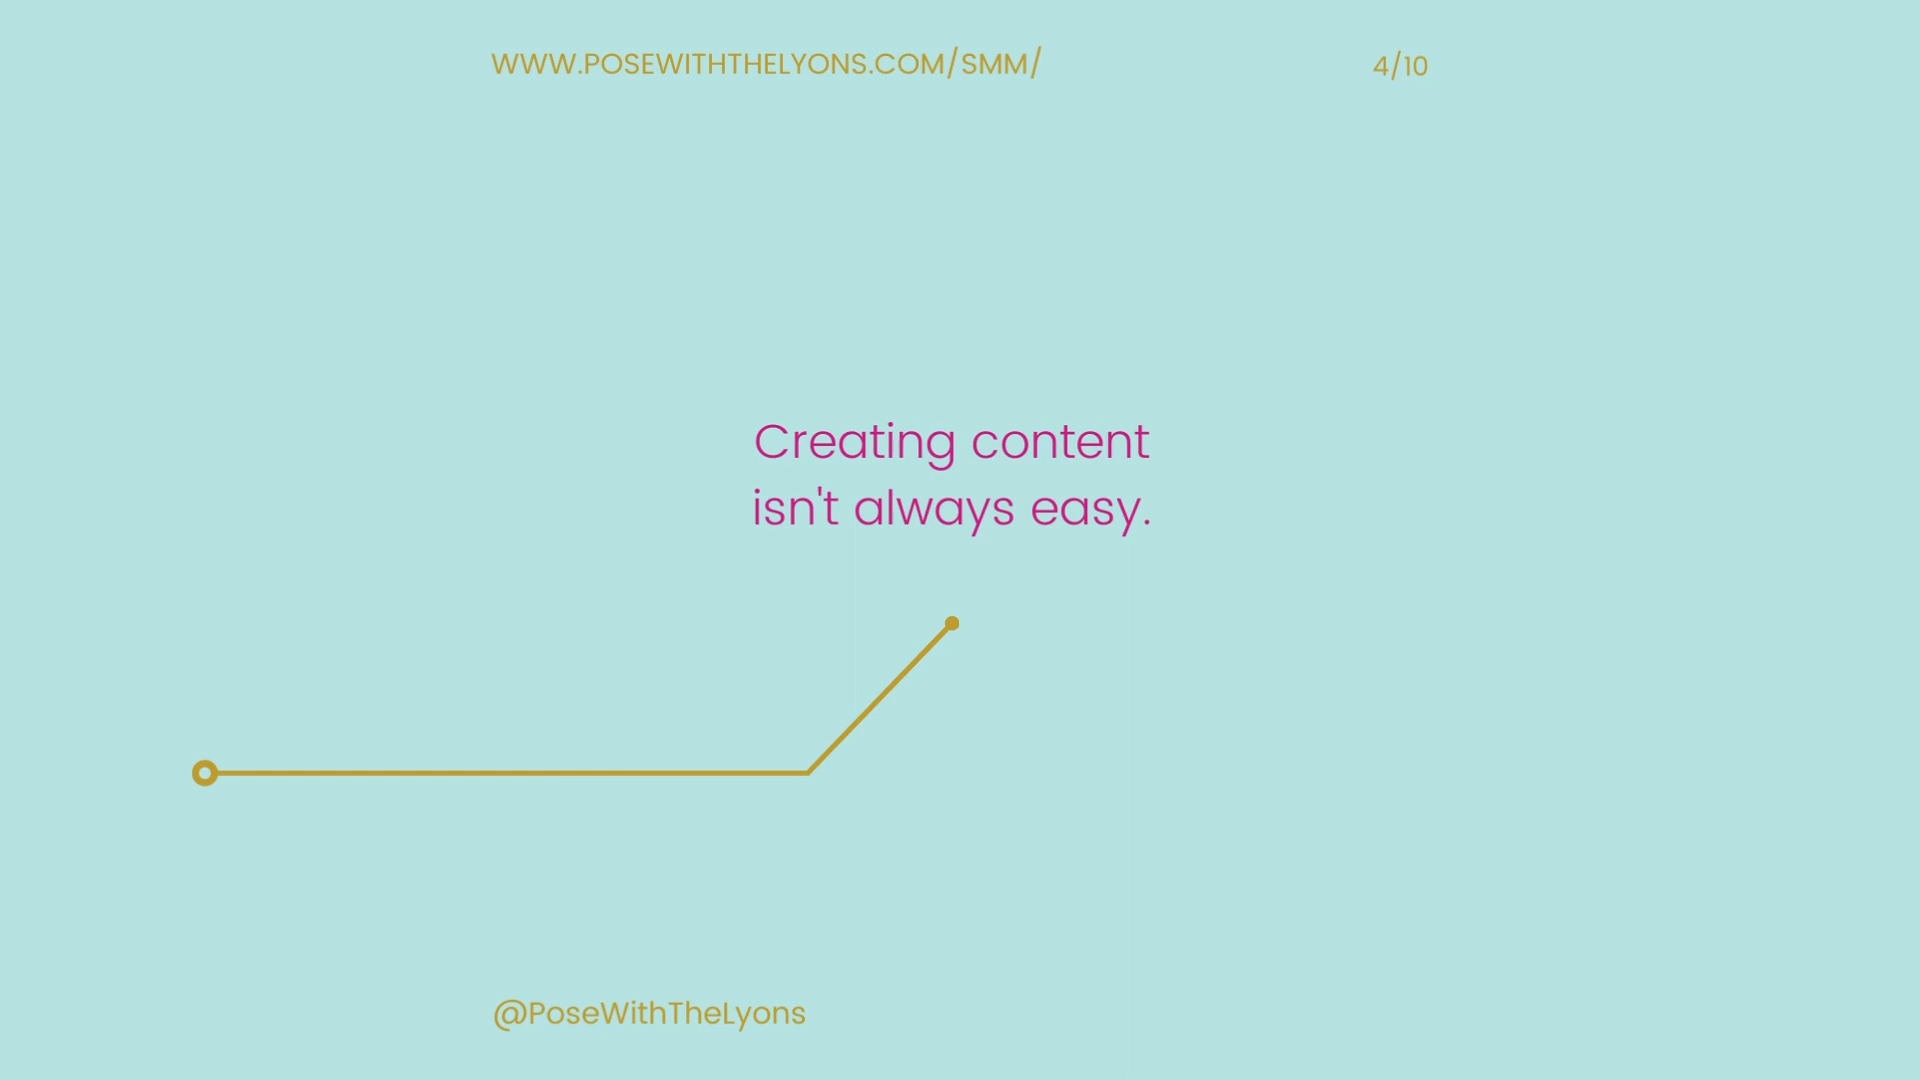 WWW.POSEWITHTHELYONS.COM/SMM/
4/10
Creating content
isn't always easy.
@PoseWithTheLyons